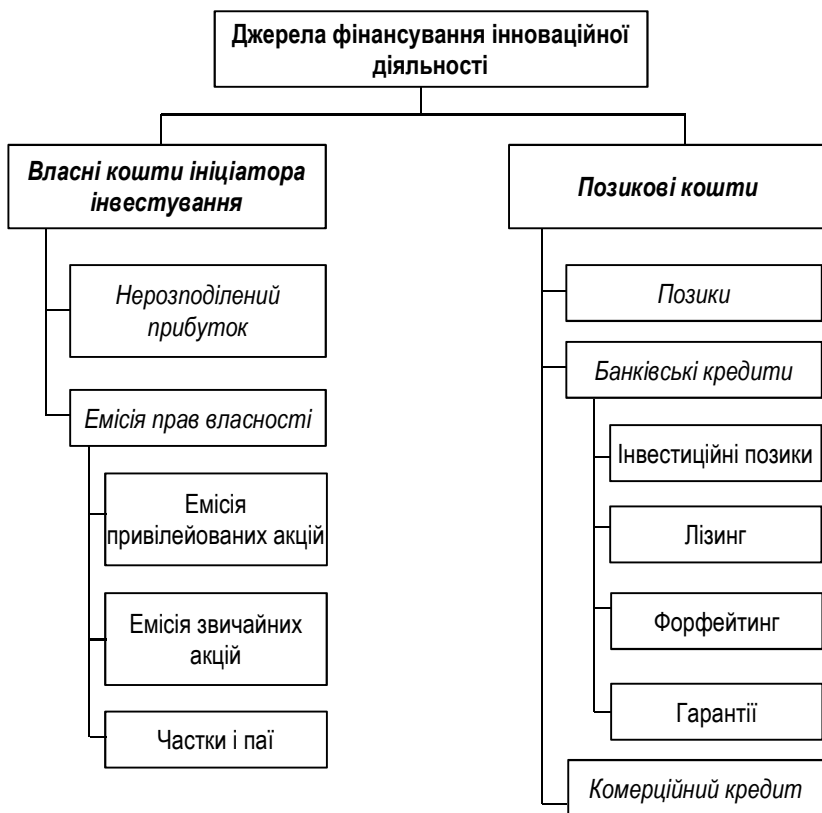 Джерела фінансування інноваційної
діяльності
Власні кошти ініціатора
інвестування
Нерозподілений
прибуток
Емісія прав власності
Емісія
привілейованих акцій
Емісія звичайних
акцій
Частки і паї
Позикові кошти
Позики
Банківські кредити
Інвестиційні позики
Лізинг
Форфейтинг
Гарантії
Комерційний кредит